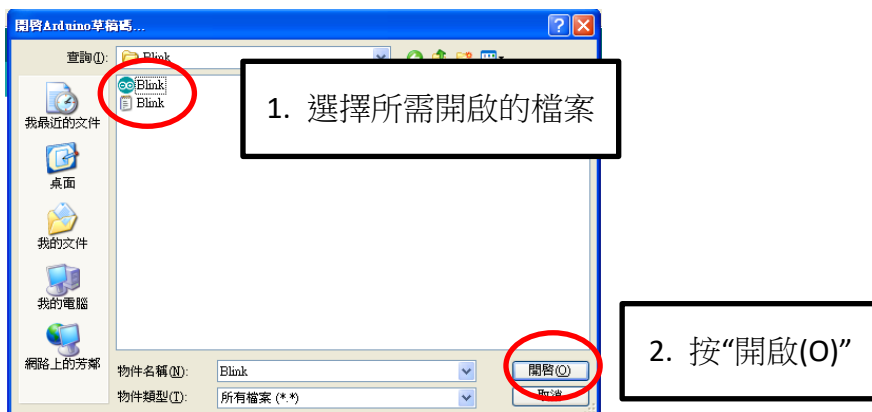 開啓Arduino草稿碼...
查詢(I):
Blink
Blink
Blink
1. 選擇所需開啟的檔案
我最近的文件
桌面
我的文件
我的電腦
網路上的芳鄰
物件名稱(N):
Blink
開啓(O)
物件類型(T):
所有檔案 (*.*)
取消
2. 按“開啟(O)”